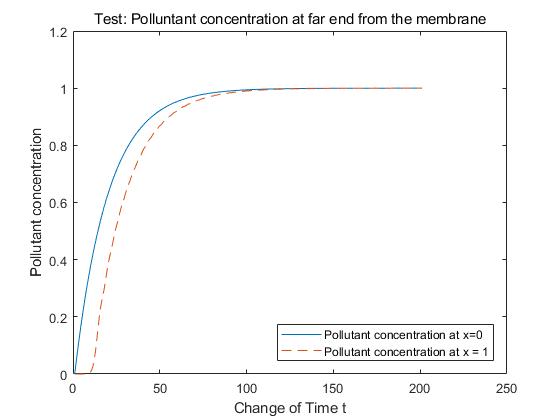 Test: Polluntant concentration at far end from the membrane
1.2
1
0.8
0.6
0.4
0.2
0
Pollutant concentration
Pollutant concentration at x=0
Pollutant concentration at x = 1
0 50 100 150 200 250
Change of Time t